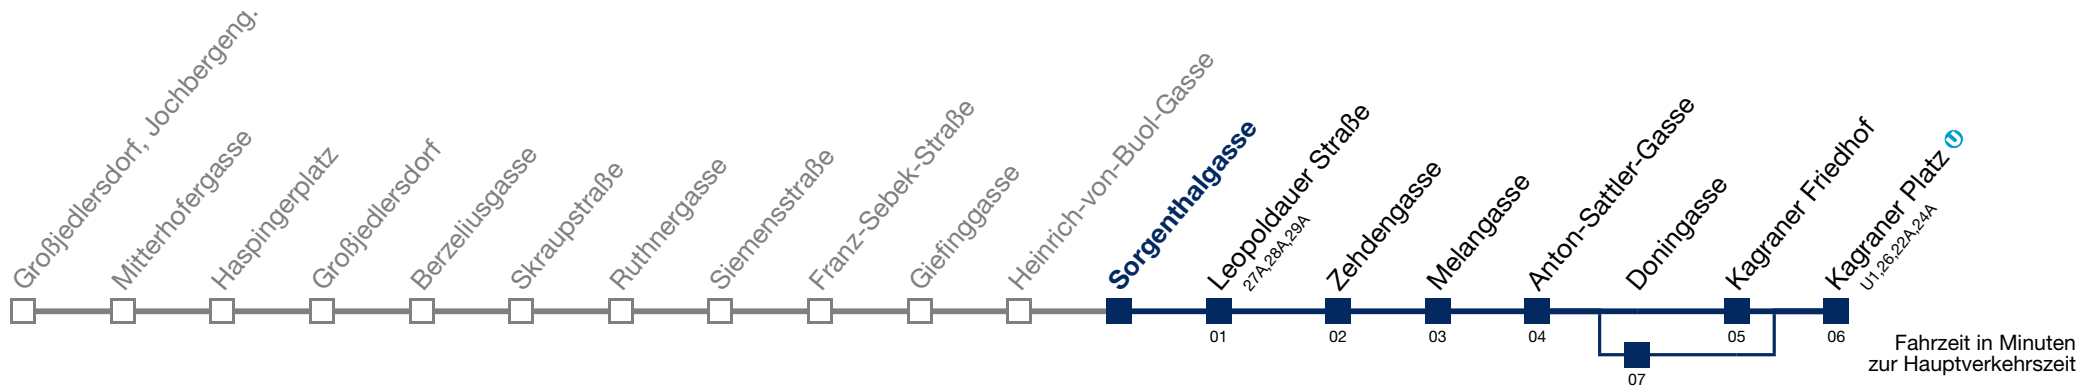 Großjedlersdorf, Jochbergeng.
Mitterhofergasse
Haspingerplatz
Großjedlersdorf
Berzeliusgasse
Skraupstraße
Ruthnergasse
Siemensstraße
Franz-Sebek-Straße
Giefinggasse
Heinrich-von-Buol-Gasse
Sorgenthalgasse
Leopoldauer Straße
27A,28A,29A
Zehdengasse
Melangasse
Anton-Sattler-Gasse
Doningasse
Kagraner Friedhof
Kagraner Platz U
U1,26,22A,24A
01
02
03
04
05
06
07
Fahrzeit in Minuten
zur Hauptverkehrszeit